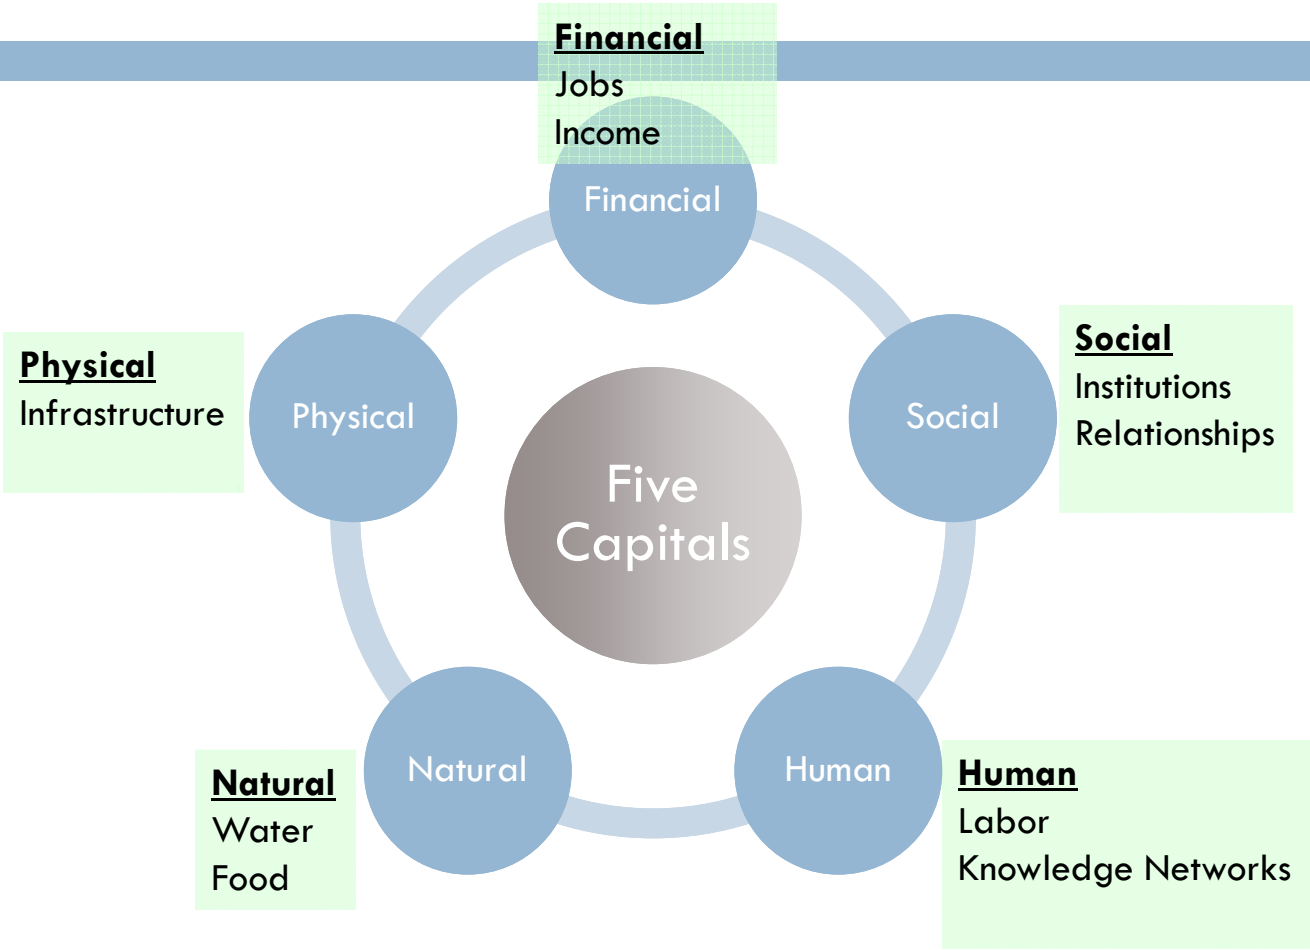 Financial
Jobs
Income
Financial
Physical
Infrastructure
Physical
Social
Social
Institutions
Relationships
Five
Capitals
Natural
Water
Food
Natural
Human
Human
Labor
Knowledge Networks